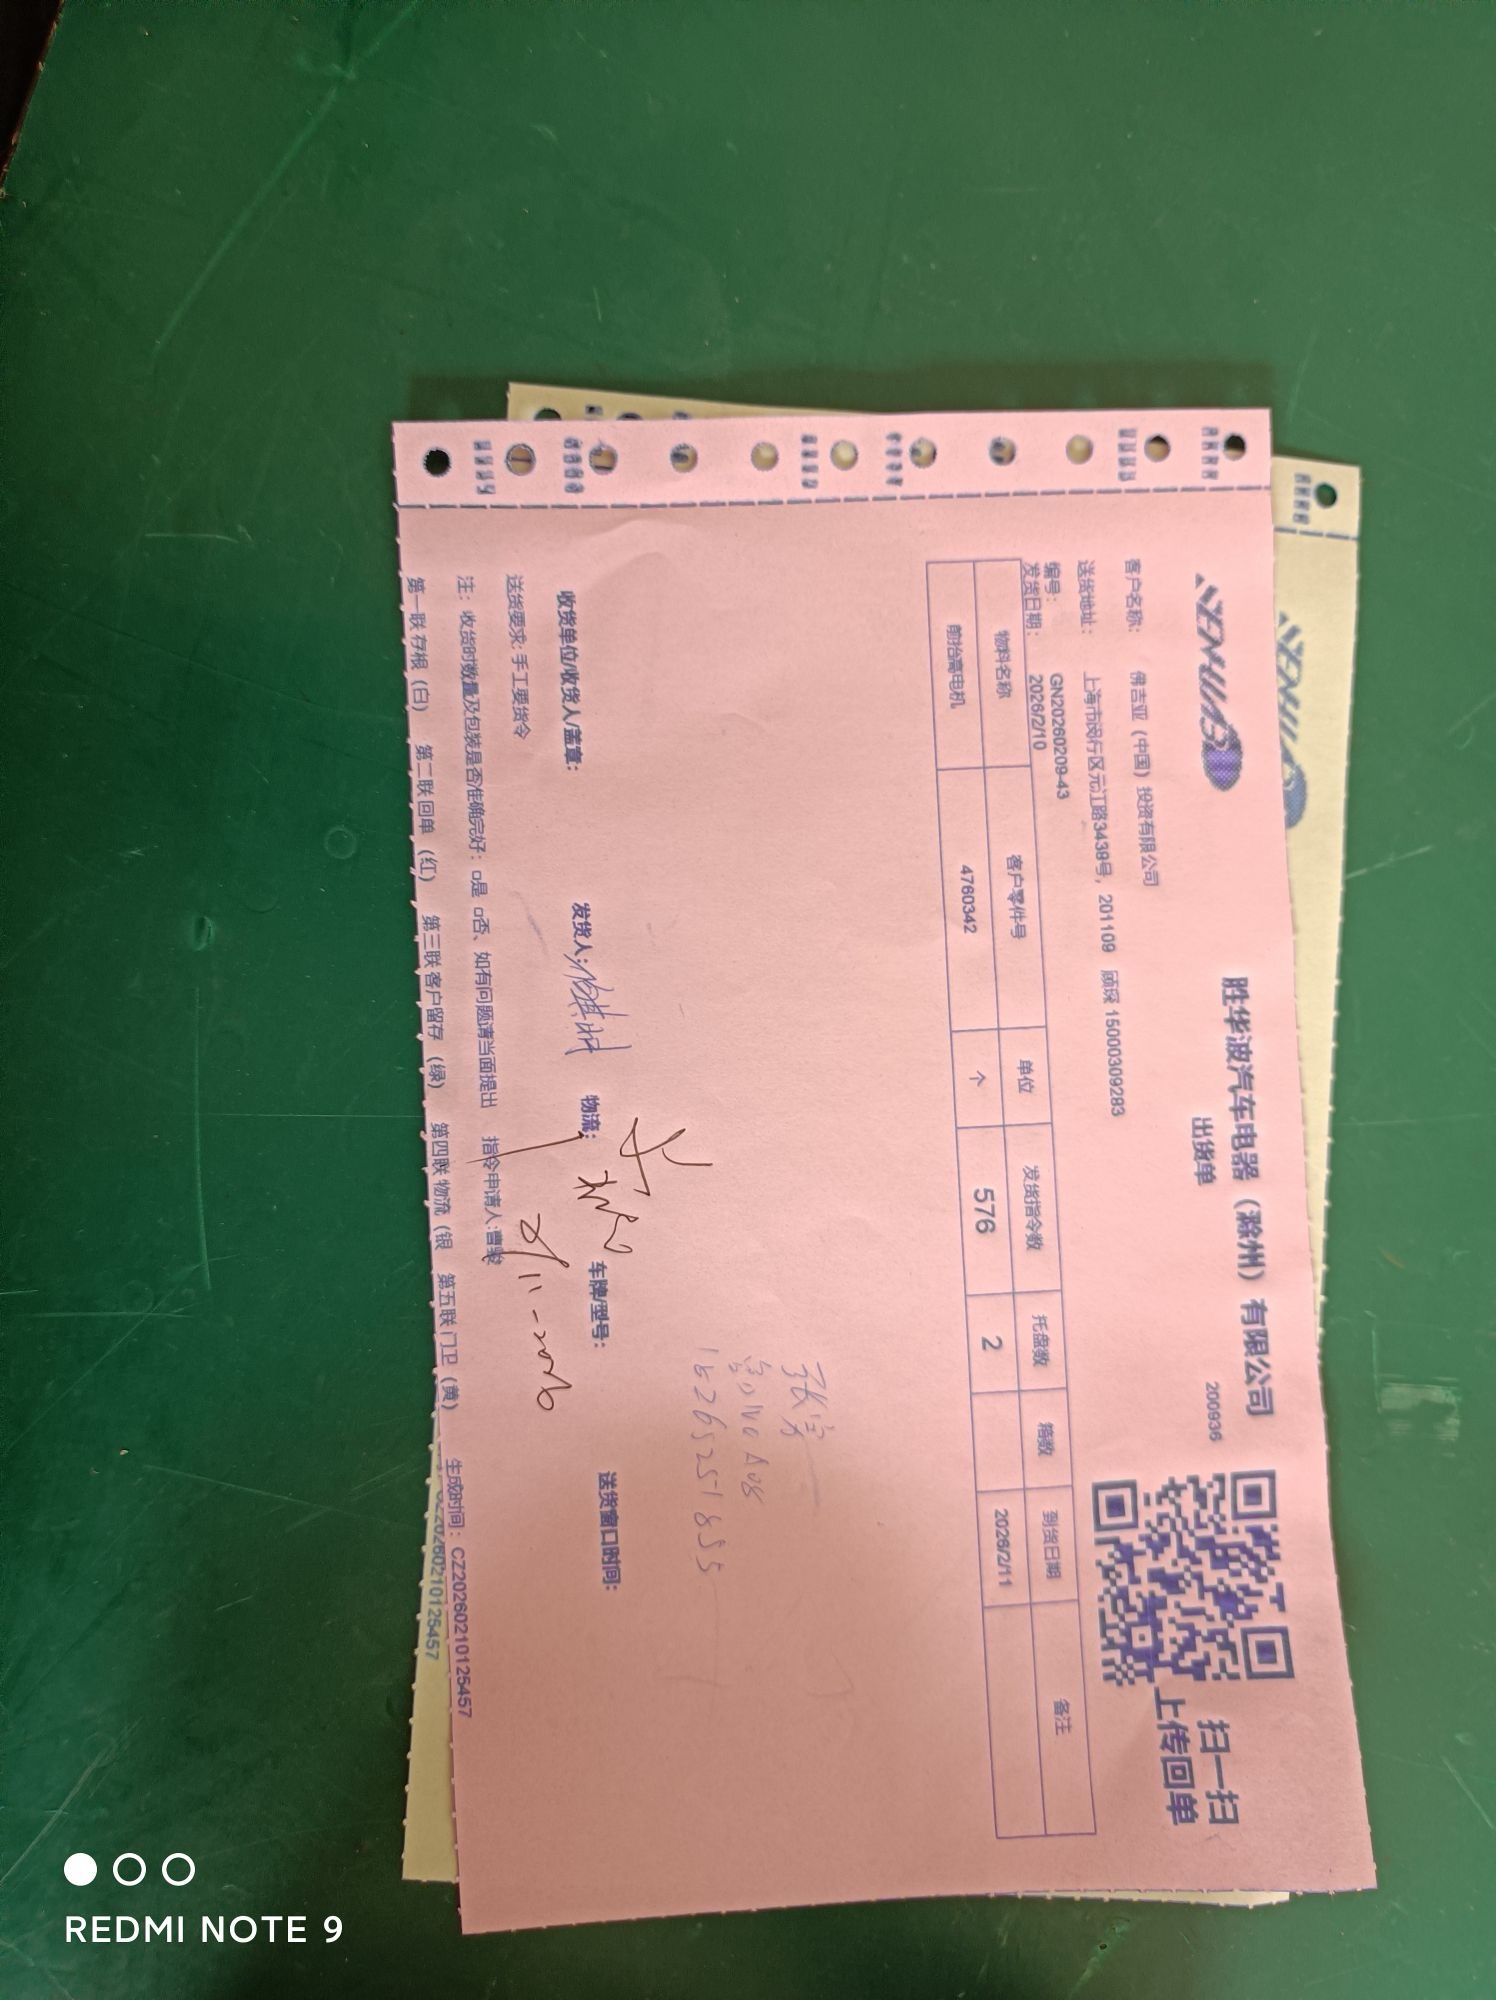 SENHUABO
胜华波汽车电器（滁州）有限公司
出货单
200936
扫一扫
上传回单
客户名称： 佛吉亚（中国）投资有限公司
送货地址： 上海市闵行区元江路3438号，201109 顾琛 15000309283
编号： GN20260209-43
发货日期： 2026/2/10
物料名称 客户零件号 单位 发货指令数 托盘数 箱数 到货日期 备注
前抬高电机 4760342 个 576 2 2026/2/11
收货单位/收货人/盖章： 发货人： 物流： 车牌/型号： 送货窗口时间：
送货要求: 手工要货令
注：收货时数量及包装是否准确完好：□是 □否、如有问题请当面提出 指令申请人:曹骏
第一联 存根（白） 第二联 回单（红） 第三联 客户留存（绿） 第四联 物流（银 第五联 门卫（黄） 生成时间：CZ20260210125457
20260210125457
REDMI NOTE 9